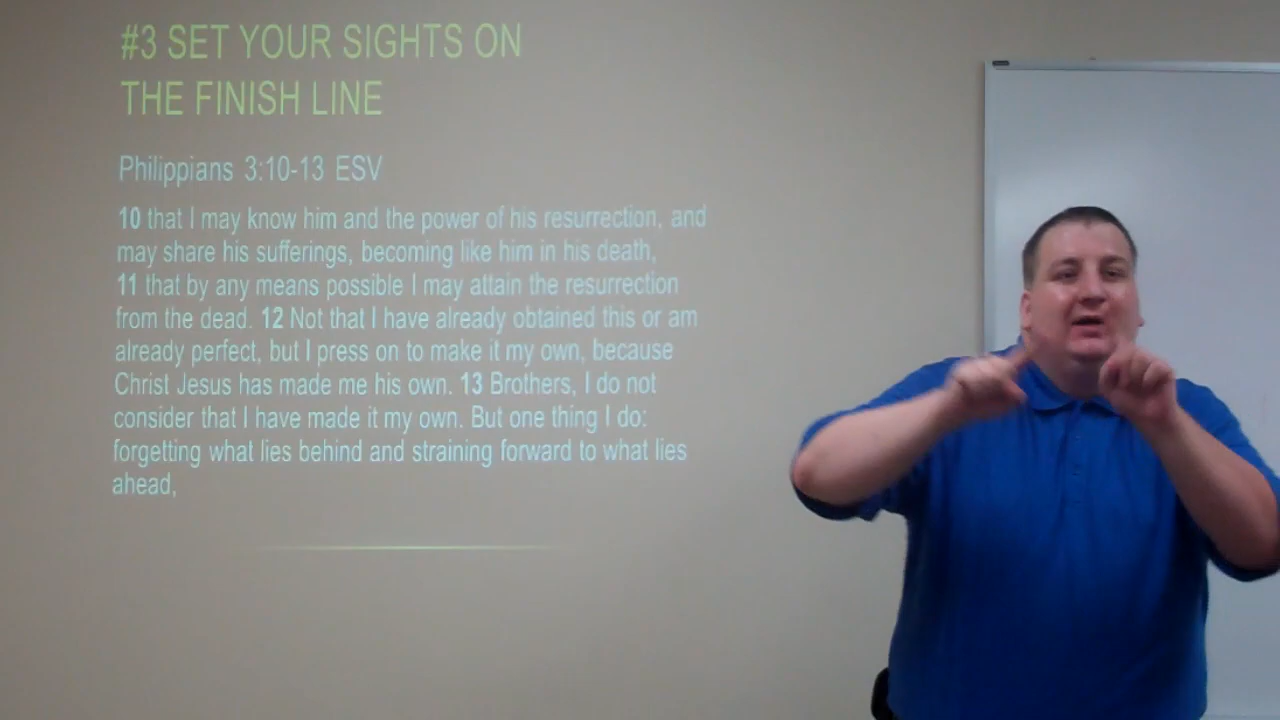 #3 SET YOUR SIGHTS ON
THE FINISH LINE
Philippians 3:10-13 ESV
10 that I may know him and the power of his resurrection, and
may share his sufferings, becoming like him in his death,
11 that by any means possible I may attain the resurrection
from the dead. 12 Not that I have already obtained this or am
already perfect, but I press on to make it my own, because
Christ Jesus has made me his own. 13 Brothers, I do not
consider that I have made it my own. But one thing I do:
forgetting what lies behind and straining forward to what lies
ahead,